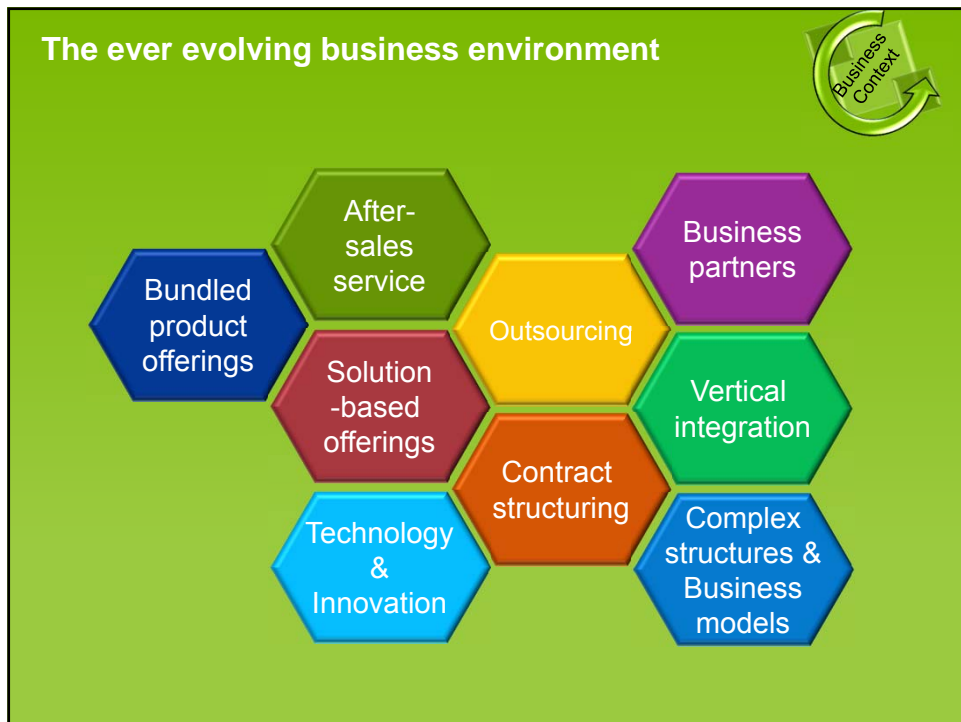 The ever evolving business environment
Business
Context
After-
sales
service
Business
partners
Bundled
product
offerings
Outsourcing
Solution
-based
offerings
Vertical
integration
Contract
structuring
Technology
&
Innovation
Complex
structures &
Business
models